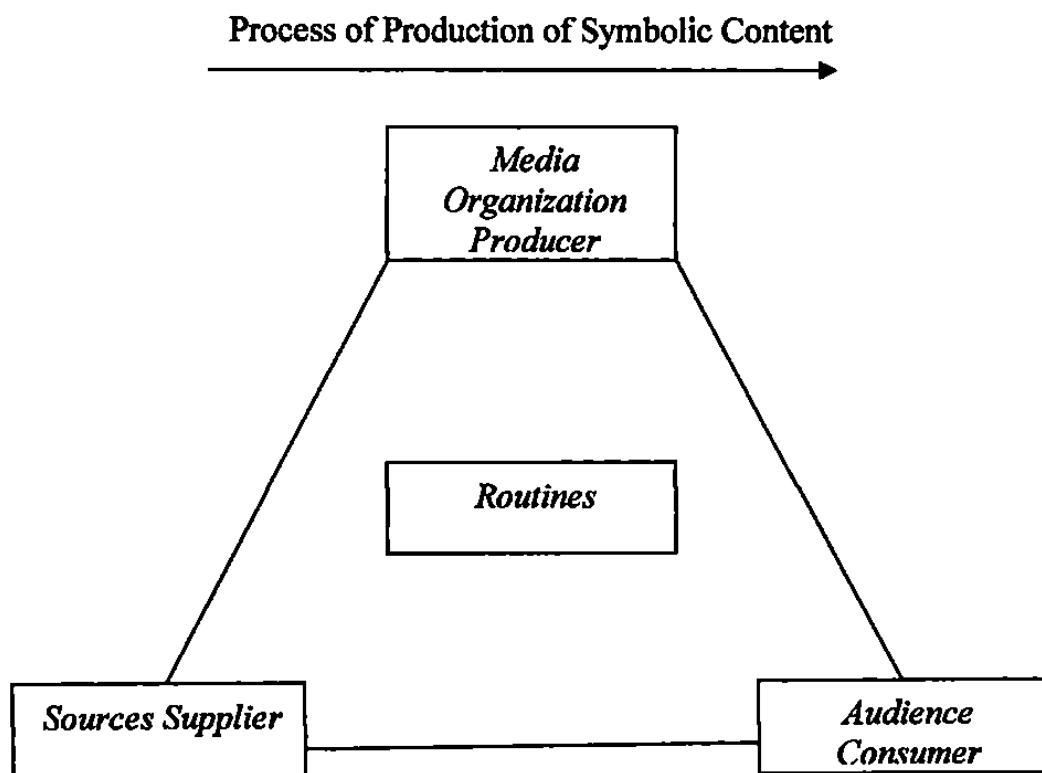 Process of Production of Symbolic Content
Media
Organization
Producer
Routines
Sources Supplier
Audience
Consumer